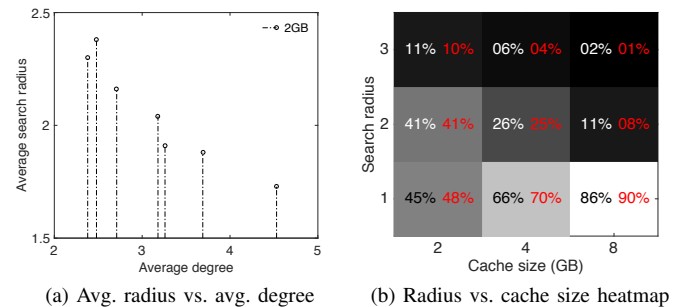 2.5
2
1.5
Average search radius
2GB
2 3 4 5
Average degree
(a) Avg. radius vs. avg. degree
3
2
1
Search radius
11% 10% 06% 04% 02% 01%
41% 41% 26% 25% 11% 08%
45% 48% 66% 70% 86% 90%
2 4 8
Cache size (GB)
(b) Radius vs. cache size heatmap